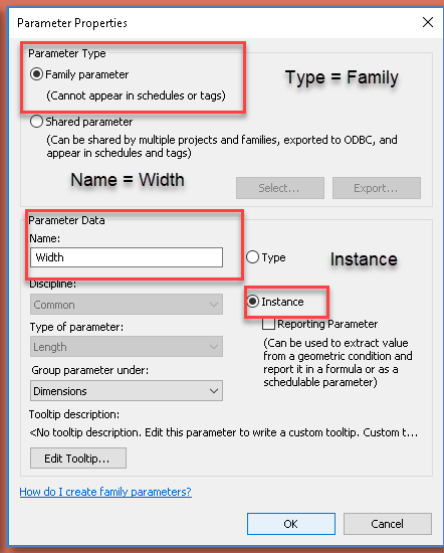 Parameter Properties
Parameter Type
Family parameter
(Cannot appear in schedules or tags)
Type = Family
Shared parameter
(Can be shared by multiple projects and families, exported to ODBC, and
appear in schedules and tags)
Name = Width
Select...
Export...
Parameter Data
Name:
Width
Type
Instance
Discipline:
Common
Instance
Type of parameter:
Length
Reporting Parameter
(Can be used to extract value
from a geometric condition and
report it in a formula or as a
schedulable parameter)
Group parameter under:
Dimensions
Tooltip description:
<No tooltip description. Edit this parameter to write a custom tooltip. Custom t...
Edit Tooltip...
How do I create family parameters?
OK
Cancel